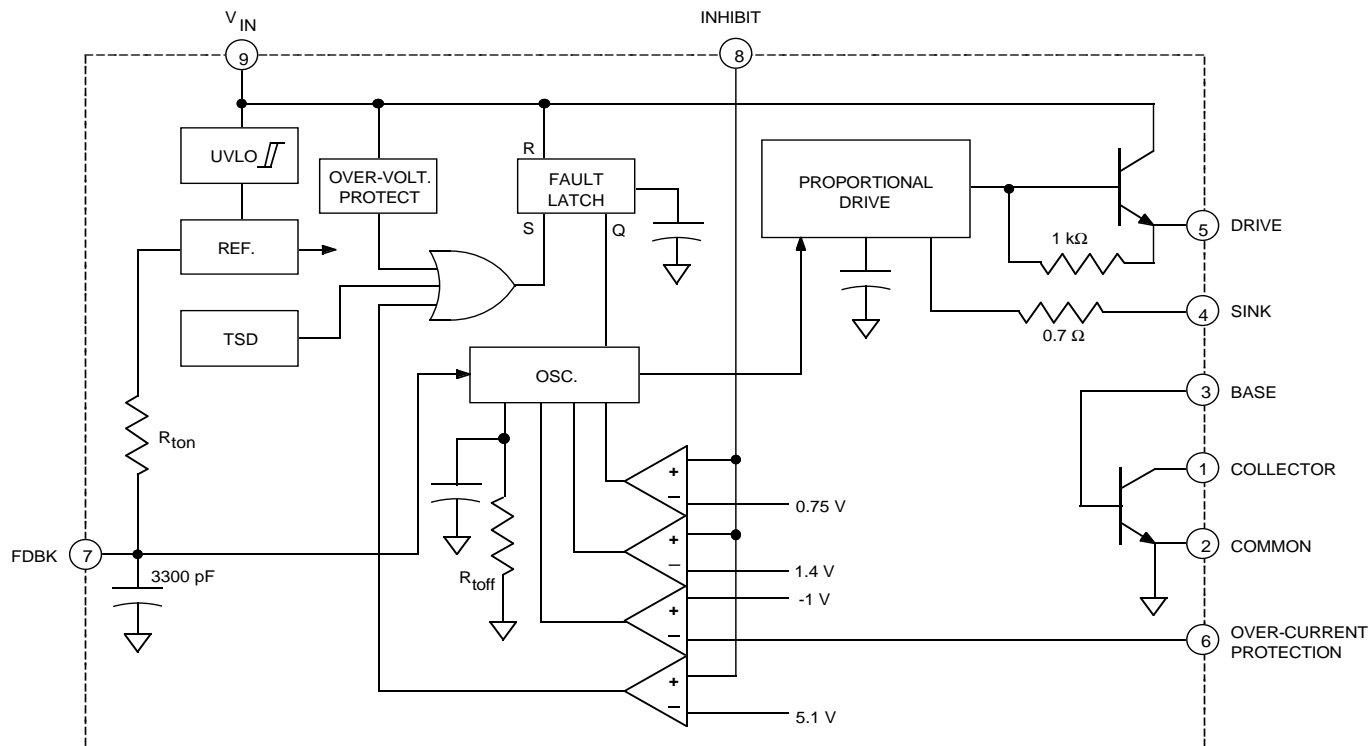 V IN
INHIBIT
9
8
UVLO
OVER-VOLT.
PROTECT
R
FAULT
LATCH
S
Q
PROPORTIONAL
DRIVE
REF.
1 kΩ
5
DRIVE
TSD
0.7 Ω
4
SINK
OSC.
3
BASE
Rton
1
COLLECTOR
+
−
0.75 V
FDBK
7
3300 pF
Rtoff
+
−
1.4 V
2
COMMON
+
−
-1 V
6
OVER-CURRENT
PROTECTION
+
−
5.1 V